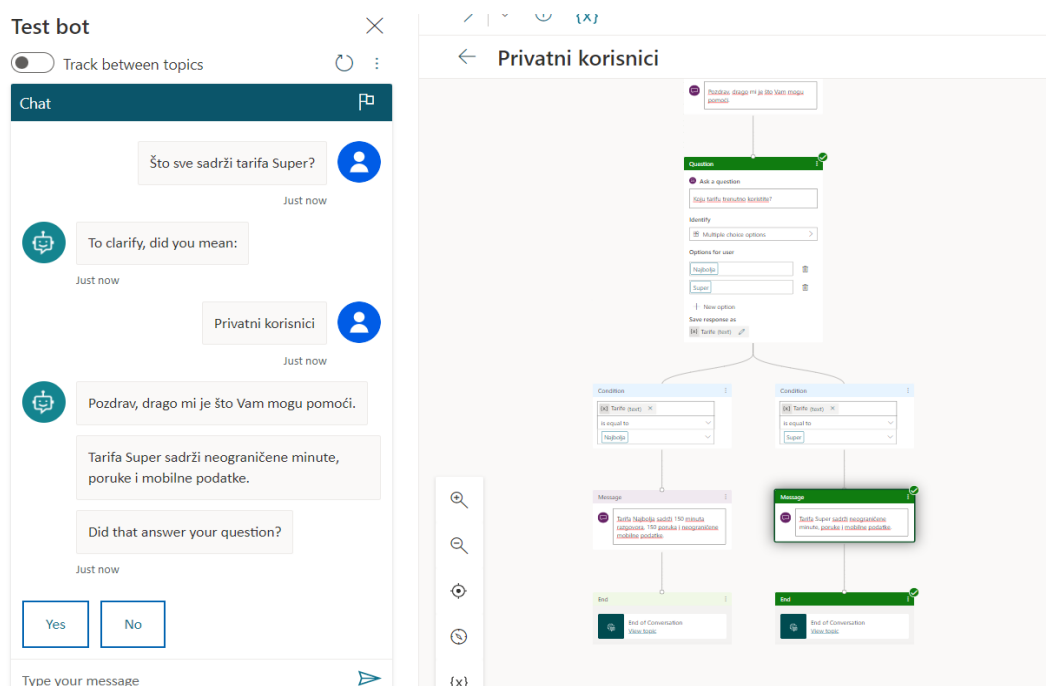 Test bot
Track between topics
Chat
Što sve sadrži tarifa Super?
Just now
To clarify, did you mean:
Just now
Privatni korisnici
Just now
Pozdrav, drago mi je što Vam mogu pomoći.
Tarifa Super sadrži neograničene minute,
poruke i mobilne podatke.
Did that answer your question?
Just now
Yes
No
Type your message
{x}
Privatni korisnici
Pozdrav, drago mi je što Vam mogu
pomoći.
Question
Ask a question
Koju tarifu trenutno koristite?
Identify
Multiple choice options
Options for user
Najbolja
Super
New option
Save response as
{x} Tarife (text)
Condition
{x} Tarife (text)
is equal to
Najbolja
Condition
{x} Tarife (text)
is equal to
Super
Message
Tarifa Najbolja sadrži 150 minuta
razgovora, 150 poruka i neograničene
mobilne podatke.
Message
Tarifa Super sadrži neograničene
minute, poruke i mobilne podatke.
End
End of Conversation
View topic
End
End of Conversation
View topic
{x}